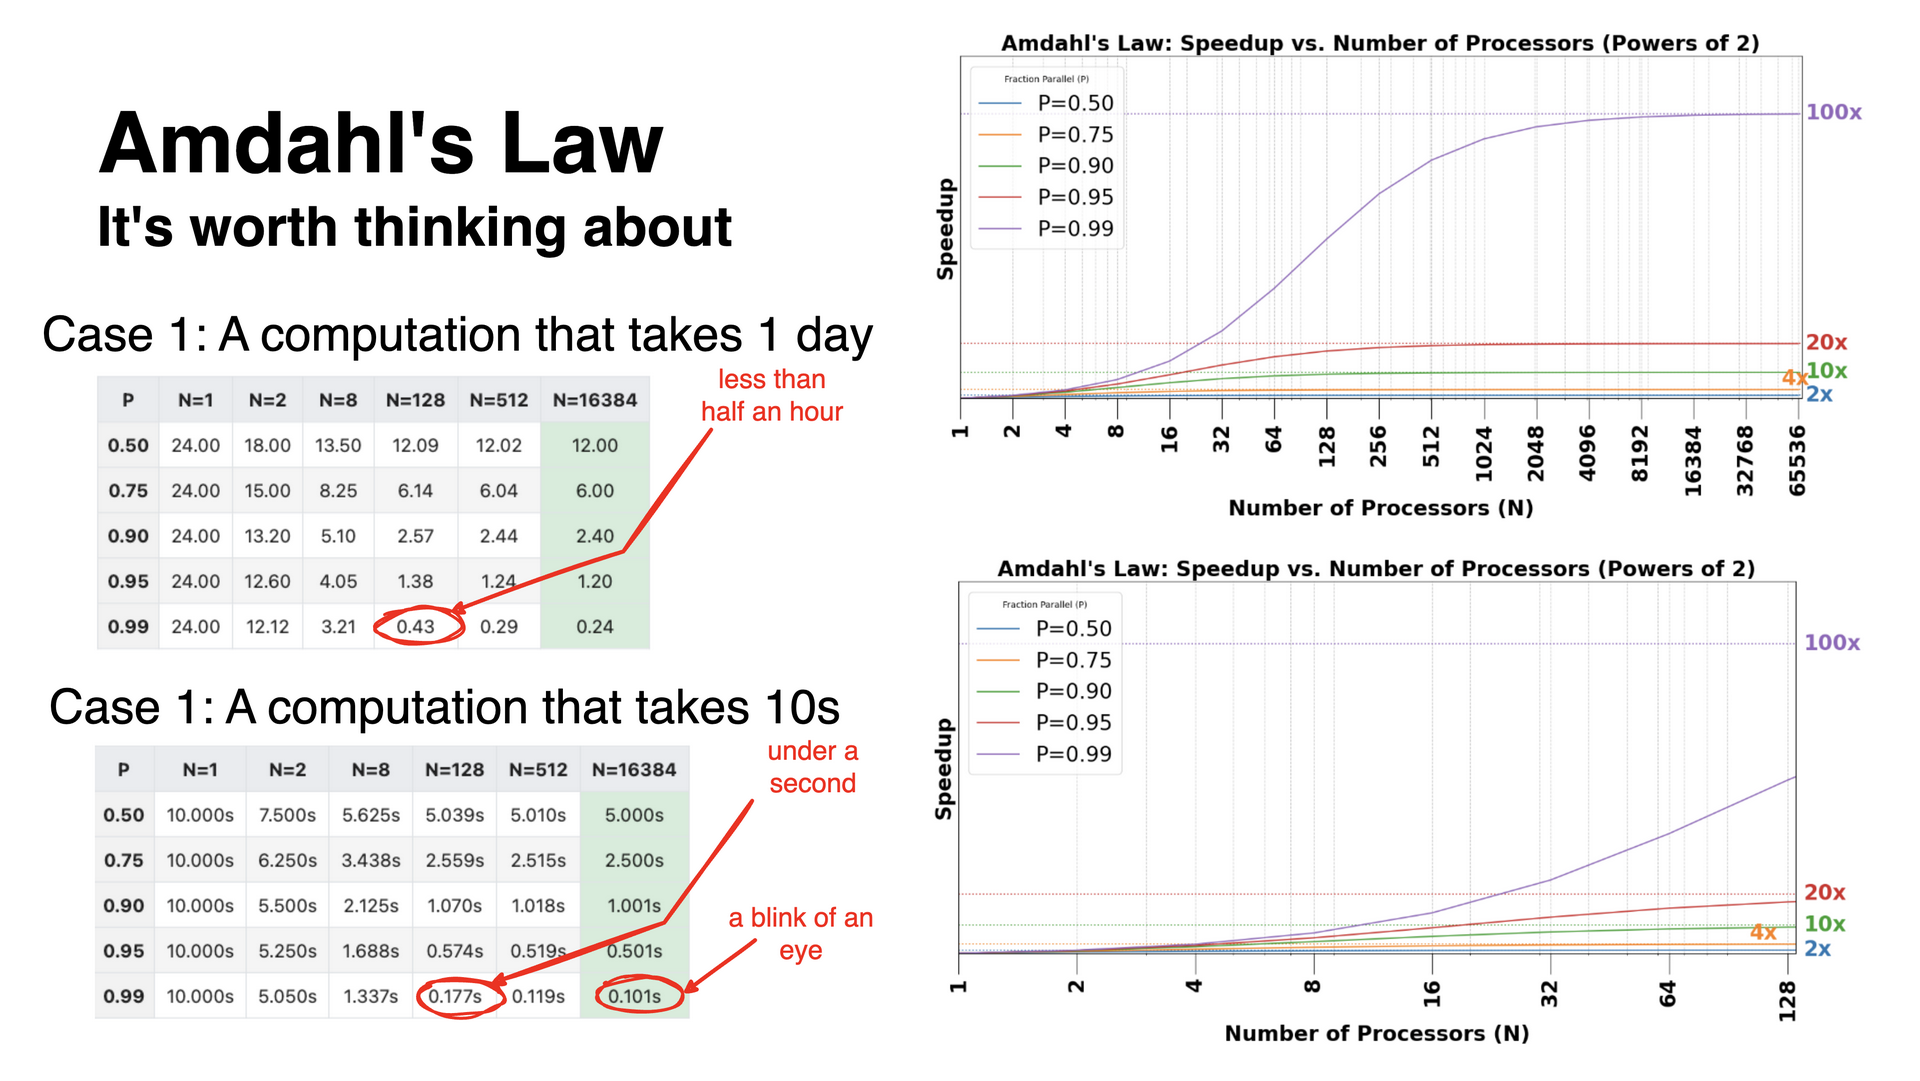 Amdahl's Law
It's worth thinking about
Case 1: A computation that takes 1 day
less than
half an hour
P N=1 N=2 N=8 N=128 N=512 N=16384
0.50 24.00 18.00 13.50 12.09 12.02 12.00
0.75 24.00 15.00 8.25 6.14 6.04 6.00
0.90 24.00 13.20 5.10 2.57 2.44 2.40
0.95 24.00 12.60 4.05 1.38 1.24 1.20
0.99 24.00 12.12 3.21 0.43 0.29 0.24
Case 1: A computation that takes 10s
under a
second
P N=1 N=2 N=8 N=128 N=512 N=16384
0.50 10.000s 7.500s 5.625s 5.039s 5.010s 5.000s
0.75 10.000s 6.250s 3.438s 2.559s 2.515s 2.500s
0.90 10.000s 5.500s 2.125s 1.070s 1.018s 1.001s
0.95 10.000s 5.250s 1.688s 0.574s 0.519s 0.501s
0.99 10.000s 5.050s 1.337s 0.177s 0.119s 0.101s
a blink of an
eye
Amdahl's Law: Speedup vs. Number of Processors (Powers of 2)
Fraction Parallel (P)
P=0.50
P=0.75
P=0.90
P=0.95
P=0.99
Speedup
100x
20x
10x
4x
2x
1 2 4 8 16 32 64 128 256 512 1024 2048 4096 8192 16384 32768 65536
Number of Processors (N)
Amdahl's Law: Speedup vs. Number of Processors (Powers of 2)
Fraction Parallel (P)
P=0.50
P=0.75
P=0.90
P=0.95
P=0.99
Speedup
100x
20x
10x
4x
2x
1 2 4 8 16 32 64 128
Number of Processors (N)